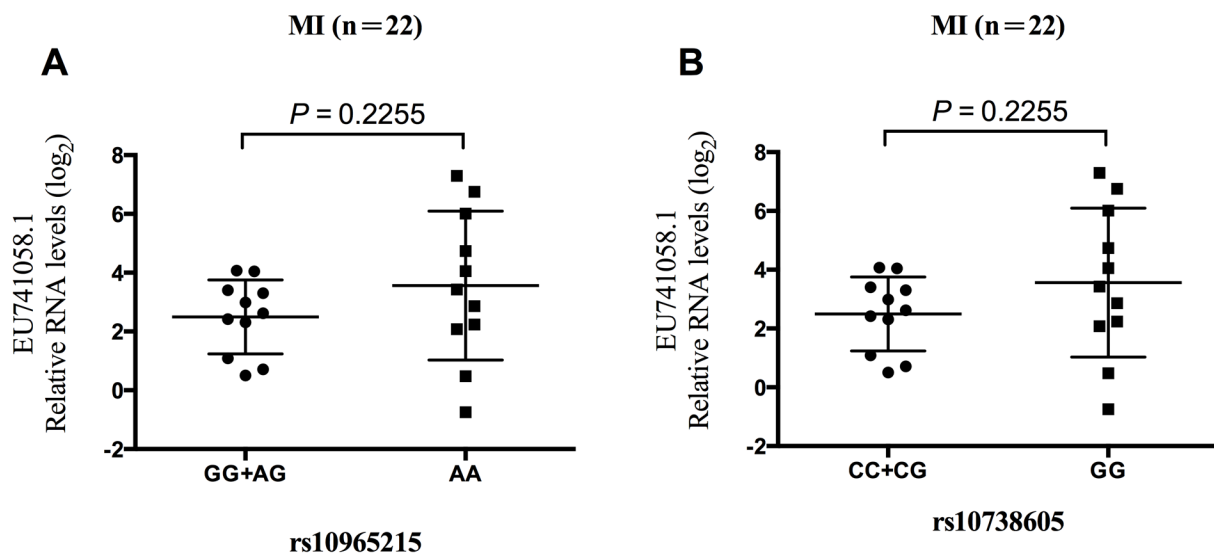 MI (n=22)
A
P = 0.2255
EU741058.1
Relative RNA levels (log2)
8
6
4
2
0
-2
GG+AG
AA
rs10965215
MI (n=22)
B
P = 0.2255
EU741058.1
Relative RNA levels (log2)
8
6
4
2
0
-2
CC+CG
GG
rs10738605